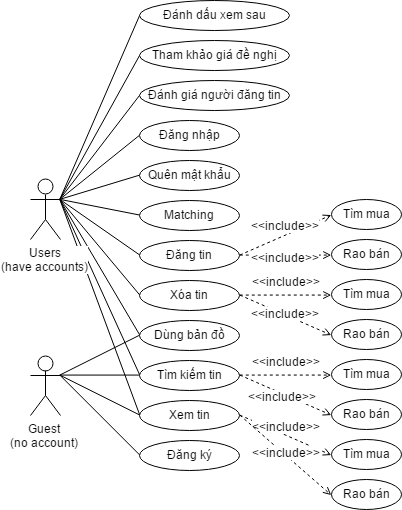 Đánh dấu xem sau
Tham khảo giá đề nghị
Đánh giá người đăng tin
Đăng nhập
Quên mật khẩu
Matching
Users
(have accounts)
Đăng tin
<<include>>
Tìm mua
<<include>>
Rao bán
Xóa tin
<<include>>
Tìm mua
<<include>>
Rao bán
Dùng bản đồ
Guest
(no account)
Tìm kiếm tin
<<include>>
Tìm mua
<<include>>
Rao bán
Xem tin
<<include>>
Tìm mua
<<include>>
Rao bán
Đăng ký